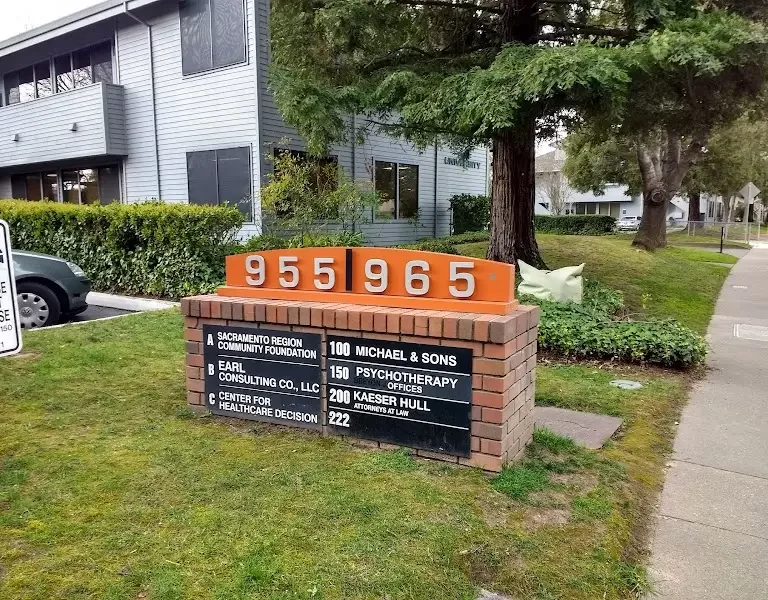 955 965
A SACRAMENTO REGION
COMMUNITY FOUNDATION
B EARL
CONSULTING CO., LLC
C CENTER FOR
HEALTHCARE DECISION
100 MICHAEL & SONS
150 PSYCHOTHERAPY
OFFICES
200 KAESER HULL
ATTORNEYS AT LAW
222
150